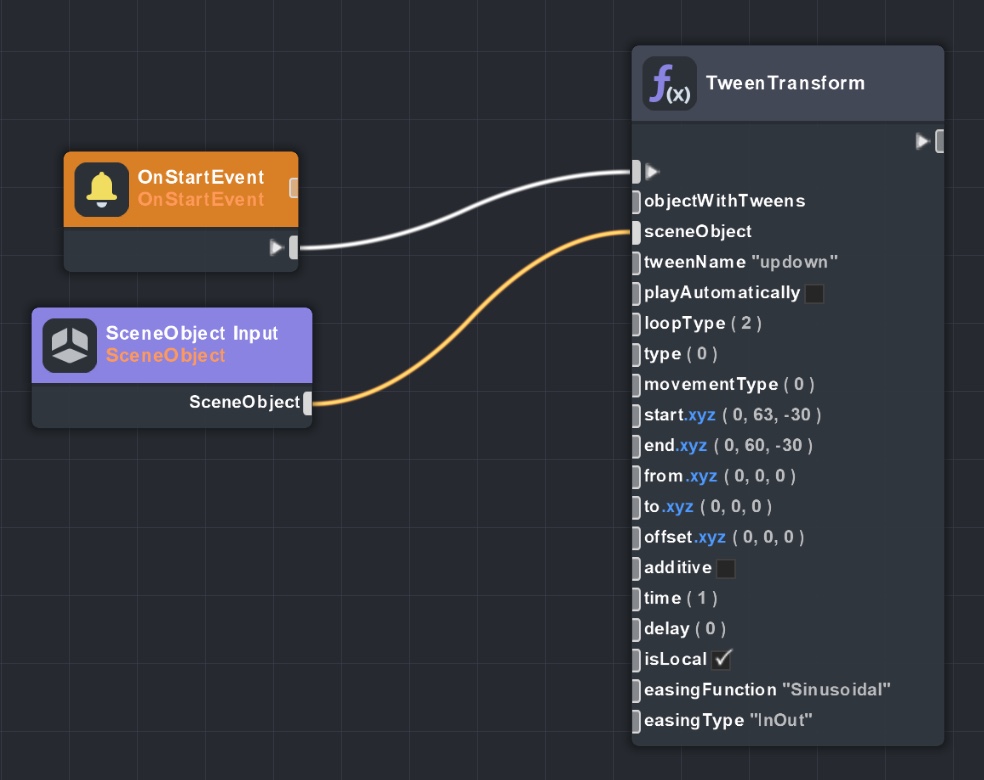 OnStartEvent
OnStartEvent
SceneObject Input
SceneObject
SceneObject
f(x) TweenTransform
objectWithTweens
sceneObject
tweenName "updown"
playAutomatically
loopType ( 2 )
type ( 0 )
movementType ( 0 )
start.xyz ( 0, 63, -30 )
end.xyz ( 0, 60, -30 )
from.xyz ( 0, 0, 0 )
to.xyz ( 0, 0, 0 )
offset.xyz ( 0, 0, 0 )
additive
time ( 1 )
delay ( 0 )
isLocal
easingFunction "Sinusoidal"
easingType "InOut"